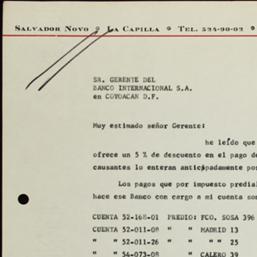 SALVADOR NOVO ° LA CAPILLA ° TEL. 524-90-02 °
SR. GERENTE DEL
BANCO INTERNACIONAL S.A.
en COYOACAN D.F.
Muy estimado señor Gerente:
he leído que
ofrece un 5 % de descuento en el pago de
causantes lo enteran anticipadamente por
Los pagos que por impuesto predial
hace ese Banco con cargo a mi cuenta son
CUENTA 52-168-01 PREDIO: FCO. SOSA 396
CUENTA 52-011-08 " " MADRID 13
" 52-011-26 " " " 25
" 54-073-08 " CALERO 39